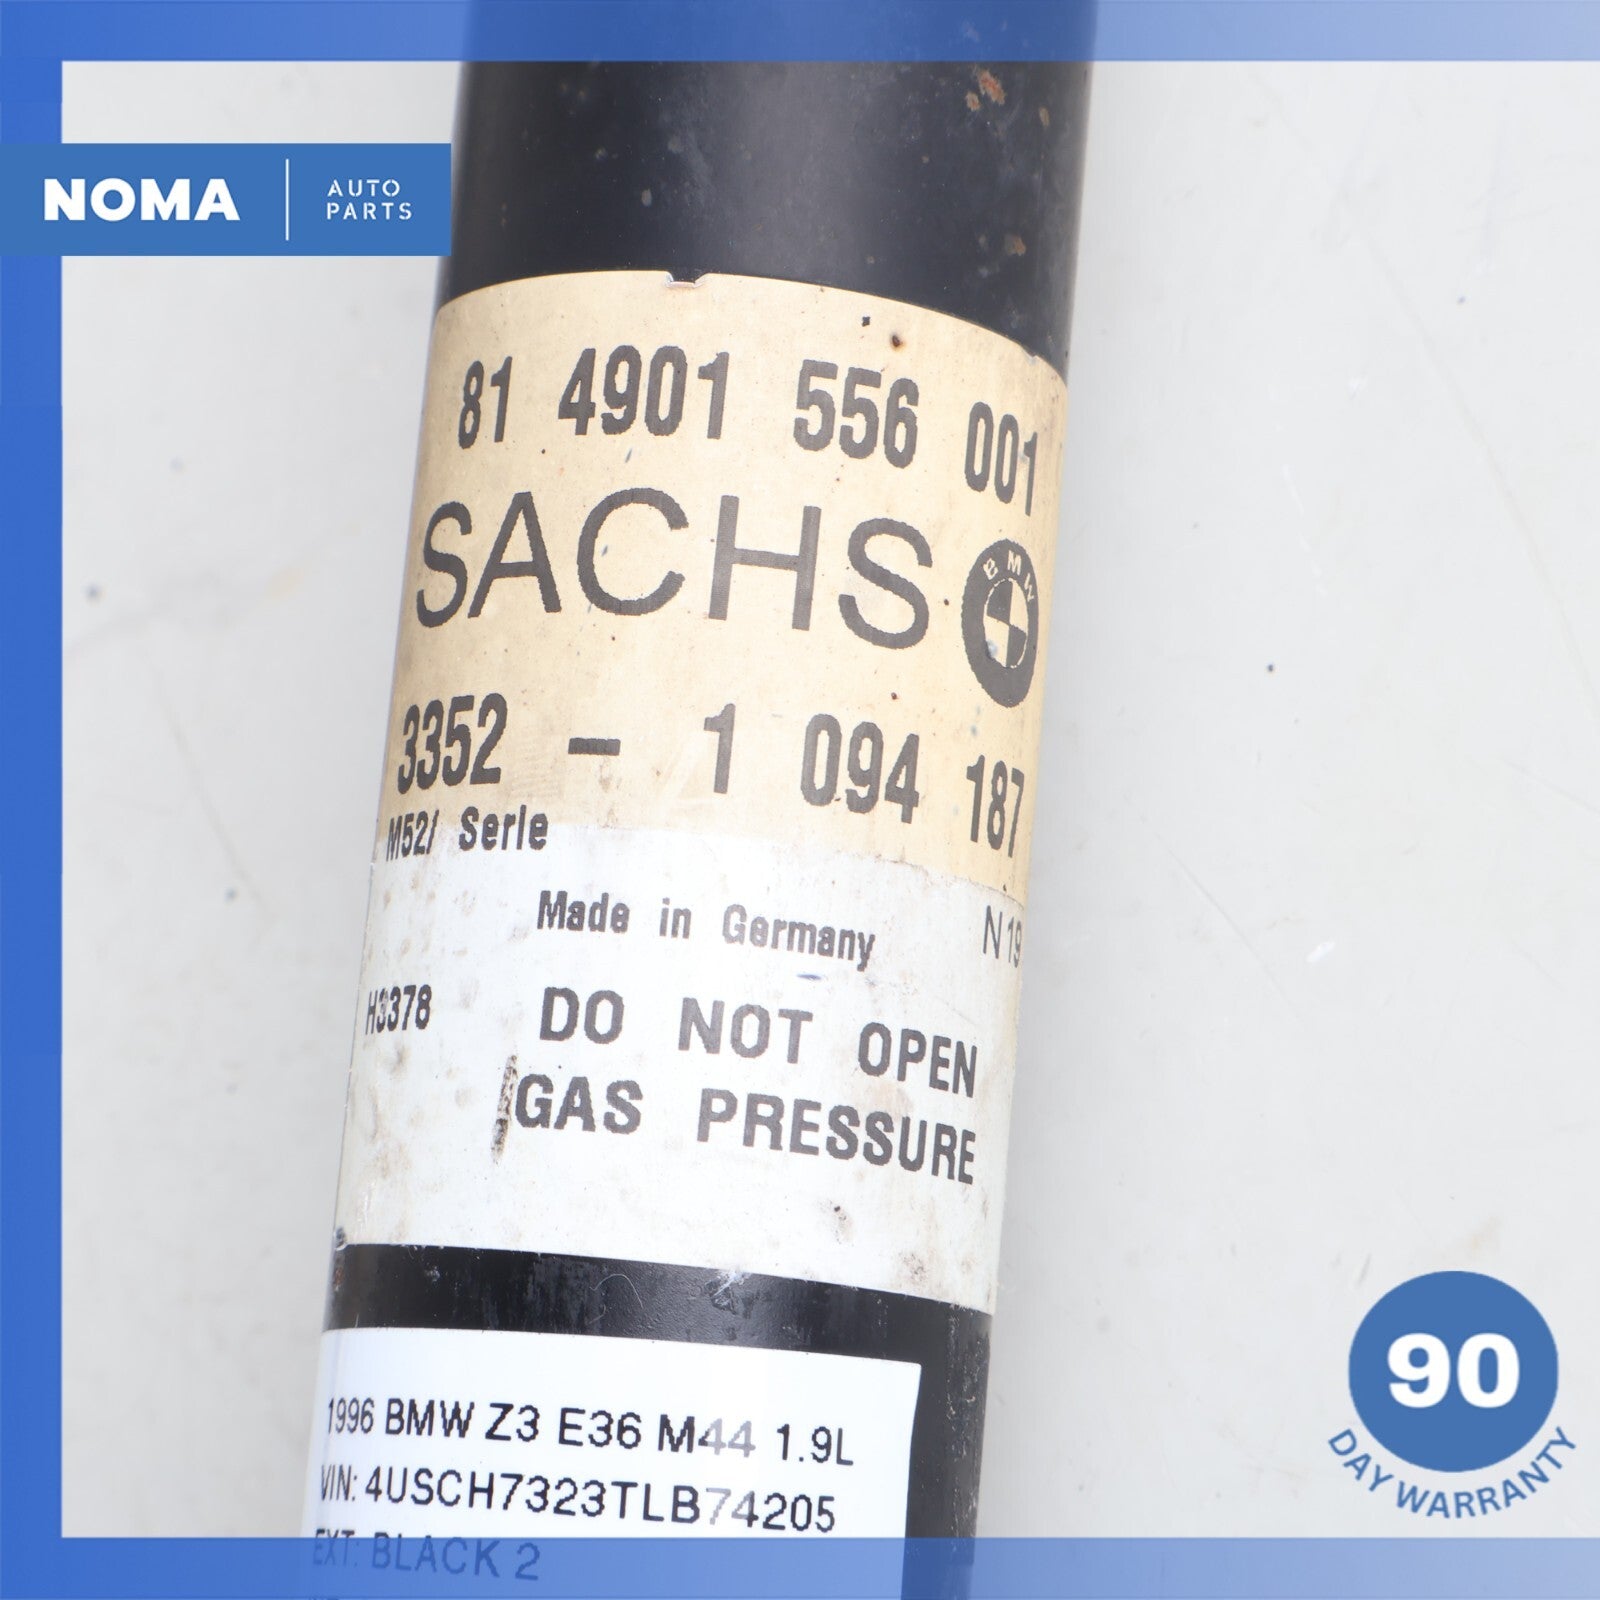 NOMA
AUTO
PARTS
81 4901 556 001
SACHS
BMW
3352 - 1 094 187
M52/ Serie
Made in Germany N 19
H3378 DO NOT OPEN
GAS PRESSURE
1996 BMW Z3 E36 M44 1.9L
VIN: 4USCH7323TLB74205
EXT: BLACK 2
90
DAY WARRANTY